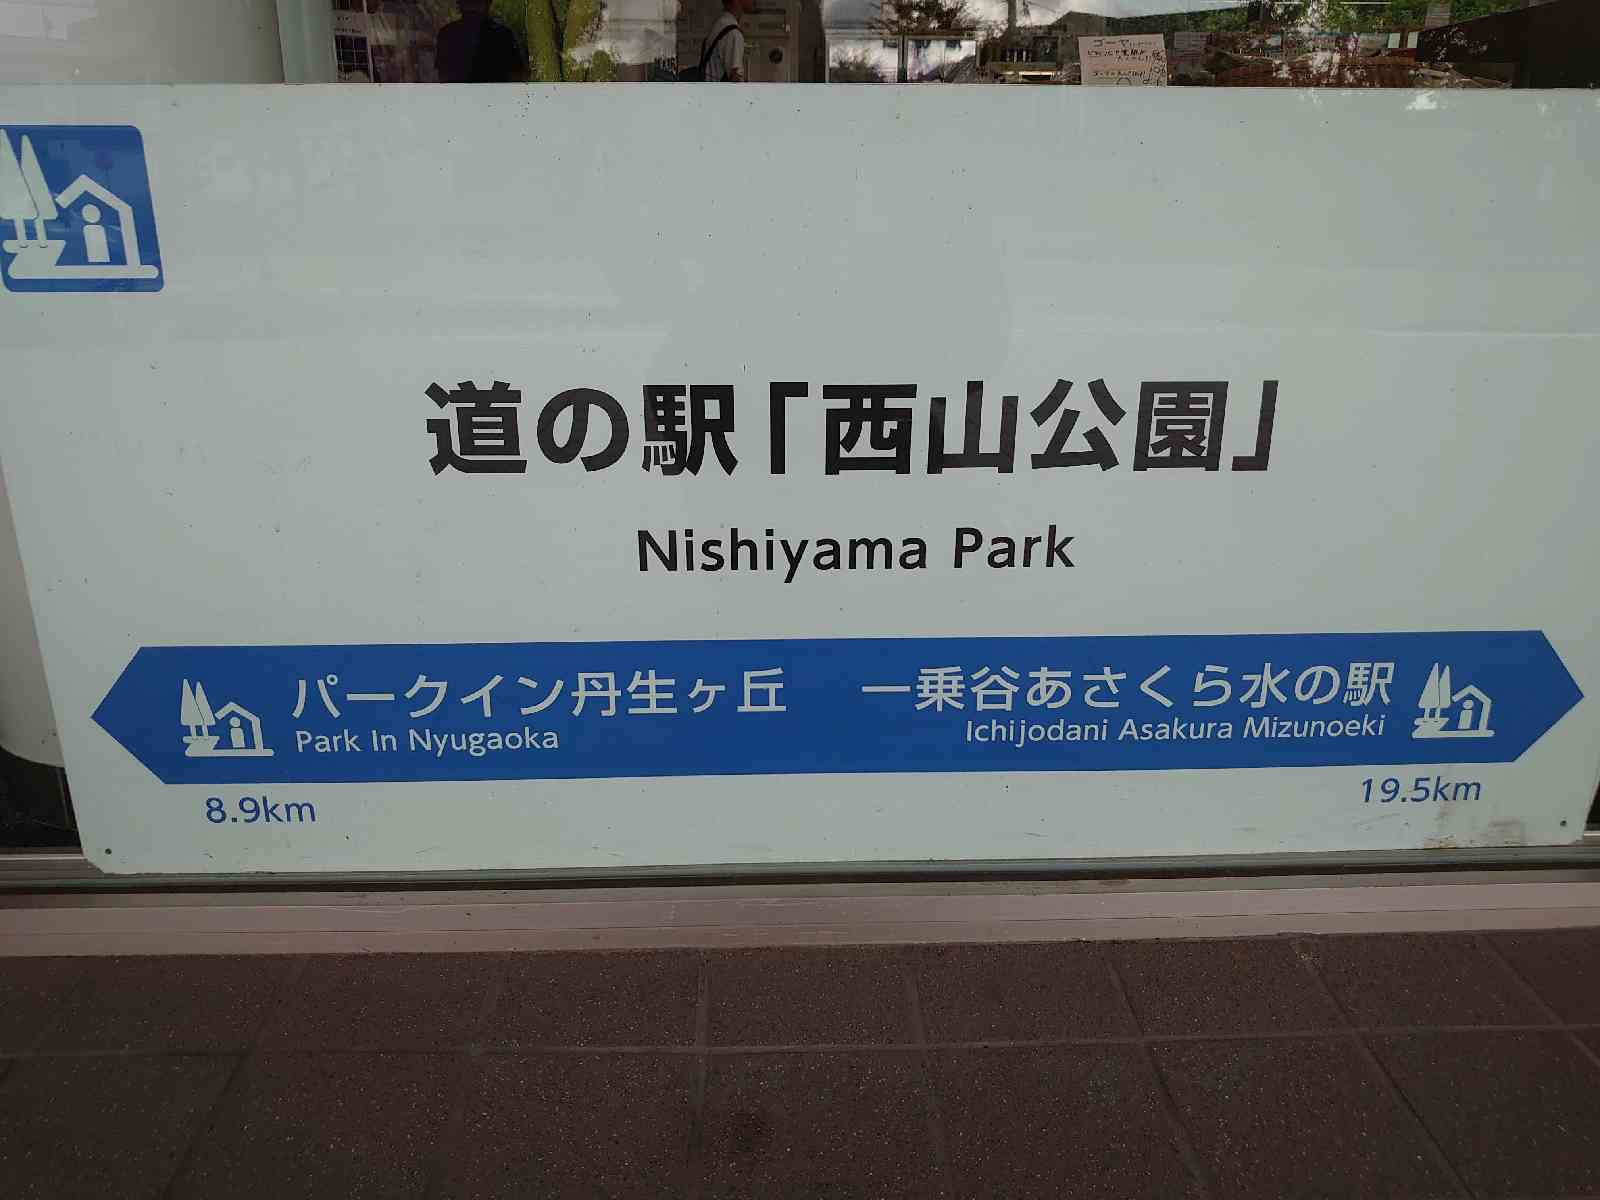 道の駅「西山公園」
Nishiyama Park
パークイン丹生ヶ丘
Park In Nyugaoka
8.9km
一乗谷あさくら水の駅
Ichijodani Asakura Mizunoeki
19.5km